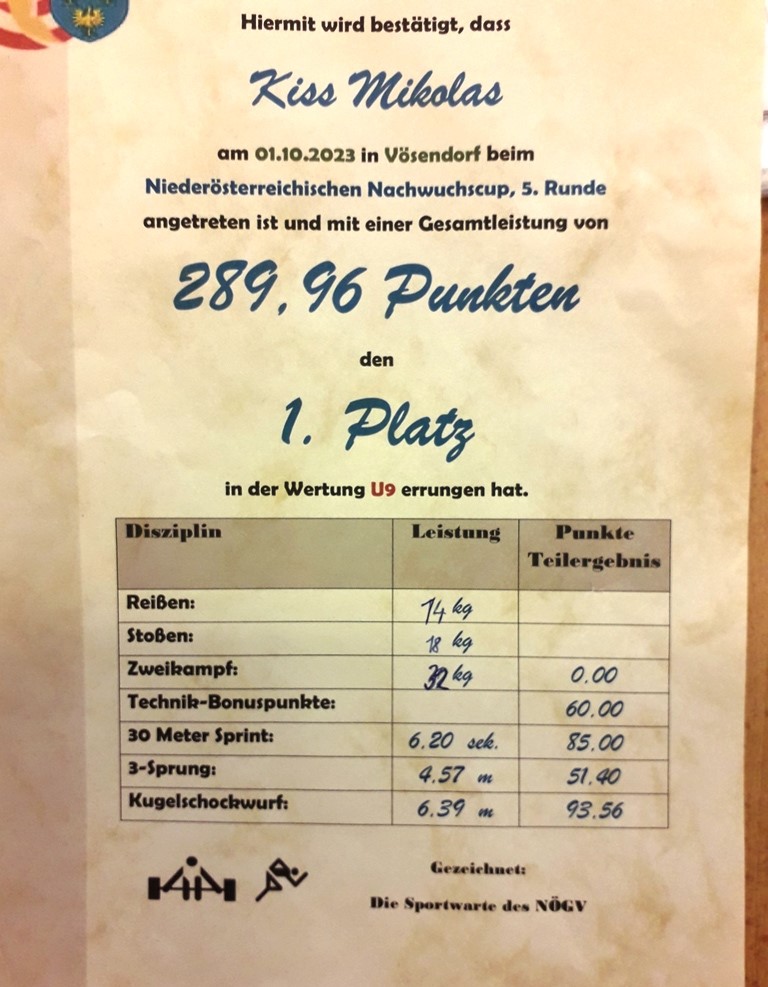 Hiermit wird bestätigt, dass
Kiss Mikolas
am 01.10.2023 in Vösendorf beim
Niederösterreichischen Nachwuchscup, 5. Runde
angetreten ist und mit einer Gesamtleistung von
289,96 Punkten
den
1. Platz
in der Wertung U9 errungen hat.
Disziplin Leistung Punkte Teilergebnis
Reißen: 14 kg
Stoßen: 18 kg
Zweikampf: 32 kg 0.00
Technik-Bonuspunkte: 60.00
30 Meter Sprint: 6.20 sek. 85.00
3-Sprung: 4.57 m 51.40
Kugelschockwurf: 6.39 m 93.56
Gezeichnet:
Die Sportwarte des NÖGV